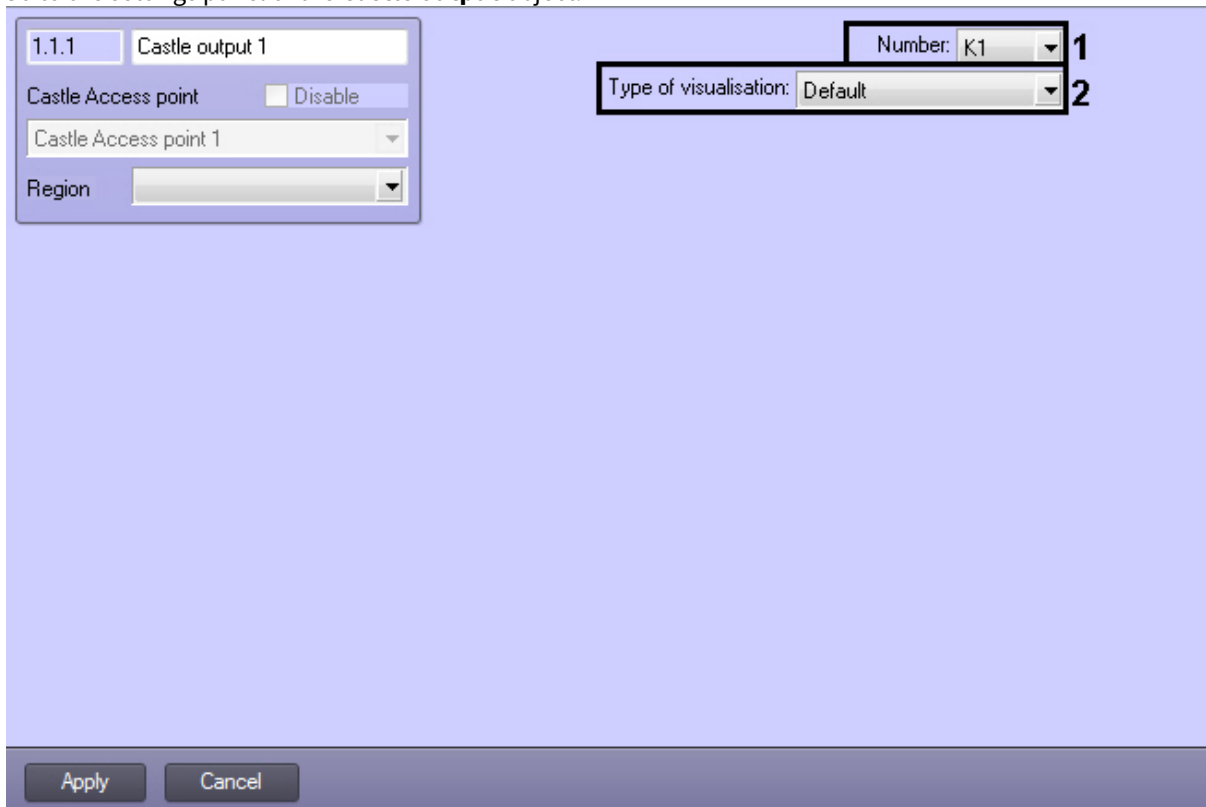 1.1.1 Castle output 1
Number: K1 1
Castle Access point Disable
Type of visualisation: Default 2
Castle Access point 1
Region
Apply Cancel